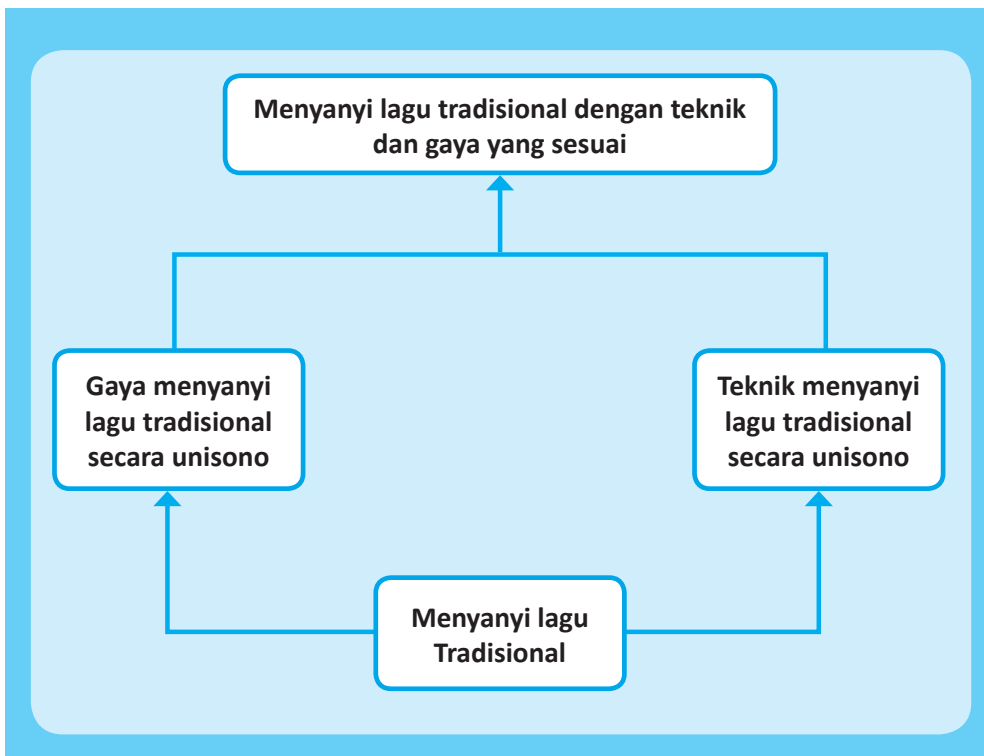 Menyanyi lagu tradisional dengan teknik
dan gaya yang sesuai
Gaya menyanyi
lagu tradisional
secara unisono
Teknik menyanyi
lagu tradisional
secara unisono
Menyanyi lagu
Tradisional